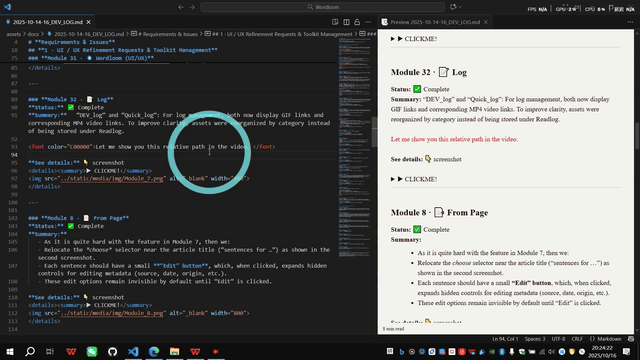 Wordloom
FPS N/A GPU 2% CPU 8% N/A
2025-10-14-16_DEV_LOG.md
Preview 2025-10-14-16_DEV_LOG.md
assets > docs > 2025-10-14-16_DEV_LOG.md > # Requirements & Issues > ## 1 · UI / UX Refinement Requests & Toolkit Management
4 # **Requirements & Issues**
10 ## **1 · UI / UX Refinement Requests & Toolkit Management**
75 ### **Module 31 · Wordloom (UI/UX)**
85 </details>
86
87 ---
88
89 ### **Module 32 · Log**
90 **Status:** ✅ Complete
91 **Summary:** “DEV_log” and “Quick_log”: For log management, both now display GIF links and
corresponding MP4 video links. To improve clarity, assets were reorganized by category instead
of being stored under Readlog.
92
93 <font color="C00000">Let me show you this relative path in the video. </font>
94
95 **See details:** 👇 screenshot
96 <details><summary>▶ CLICKME!</summary>
97 <img src="../static/media/img/Module_7.png" alt="_blank" width="800">
98 </details>
99
---
101
102 ### **Module 8 · From Page**
103 **Status:** ✅ Complete
104 **Summary:**
105 - As it is quite hard with the feature in Module 7, then we:
106 - Relocate the *choose* selector near the article title (“sentences for …”) as shown in the
second screenshot.
107 - Each sentence should have a small **“Edit” button**, which, when clicked, expands hidden
controls for editing metadata (source, date, origin, etc.).
108 - These edit options remain invisible by default until “Edit” is clicked.
109
110 **See details:** 👇 screenshot
111 <details><summary>▶ CLICKME!</summary>
112 <img src="../static/media/img/Module_8.png" alt="_blank" width="800">
113 </details>
114
▶ ▶ CLICKME!
Module 32 · Log
Status: ✅ Complete
Summary: “DEV_log” and “Quick_log”: For log management, both now display GIF links
and corresponding MP4 video links. To improve clarity, assets were reorganized by
category instead of being stored under Readlog.
Let me show you this relative path in the video.
See details: 👇 screenshot
▶ ▶ CLICKME!
Module 8 · From Page
Status: ✅ Complete
Summary:
• As it is quite hard with the feature in Module 7, then we:
• Relocate the choose selector near the article title (“sentences for …”) as
shown in the second screenshot.
• Each sentence should have a small “Edit” button, which, when clicked,
expands hidden controls for editing metadata (source, date, origin, etc.).
• These edit options remain invisible by default until “Edit” is clicked.
See details: 👇 screenshot
8 min read
Ln 94, Col 1 Spaces: 3 UTF-8 CRLF {} Markdown
20:24:22
2025/10/16